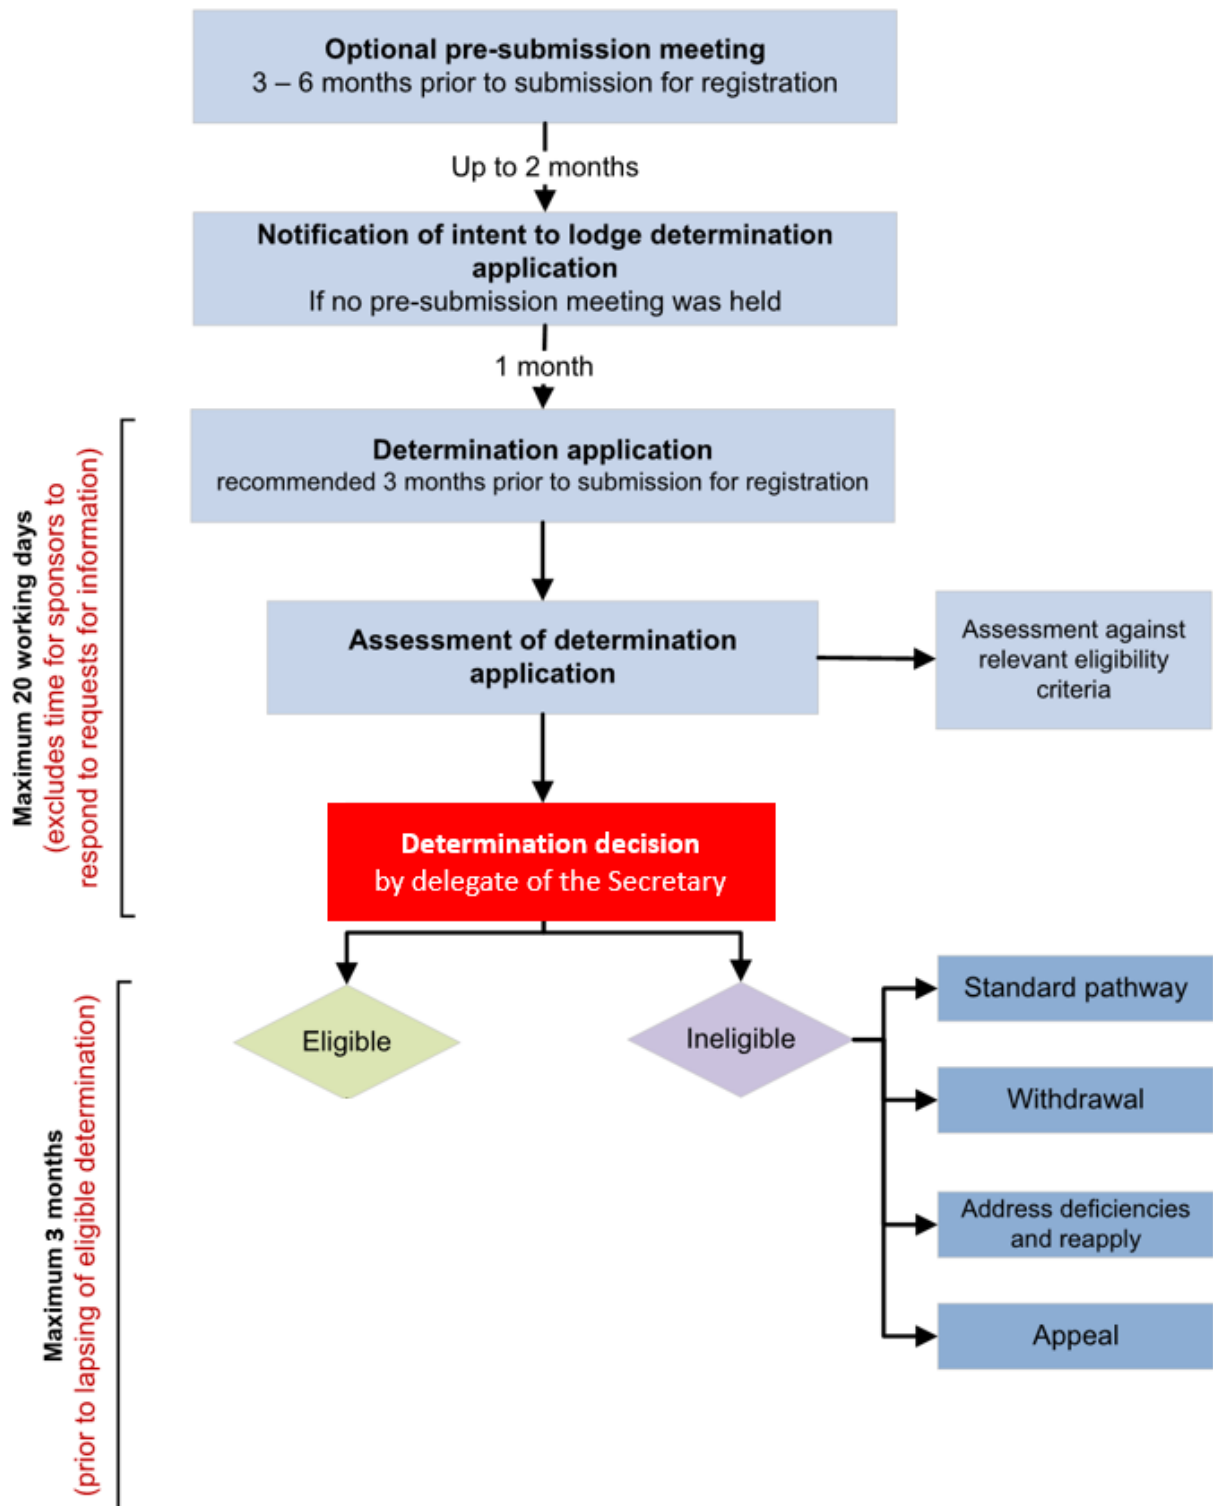 Optional pre-submission meeting
3 – 6 months prior to submission for registration
Up to 2 months
Notification of intent to lodge determination
application
If no pre-submission meeting was held
1 month
Determination application
recommended 3 months prior to submission for registration
Maximum 20 working days
(excludes time for sponsors to
respond to requests for information)
Assessment of determination
application
Assessment against
relevant eligibility
criteria
Determination decision
by delegate of the Secretary
Eligible
Ineligible
Standard pathway
Withdrawal
Address deficiencies
and reapply
Appeal
Maximum 3 months
(prior to lapsing of eligible determination)